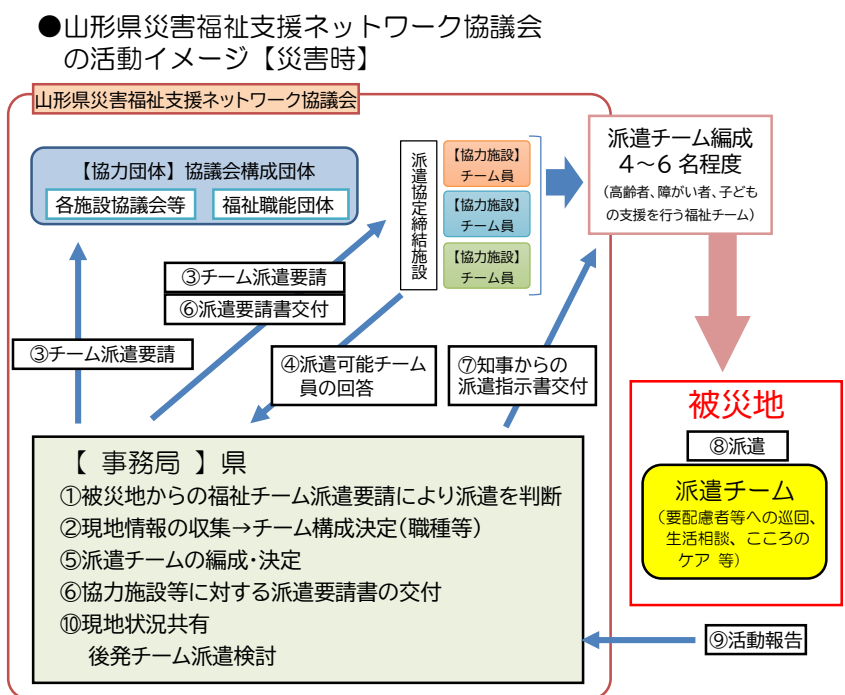 ●山形県災害福祉支援ネットワーク協議会
の活動イメージ【災害時】
山形県災害福祉支援ネットワーク協議会
【協力団体】協議会構成団体
各施設協議会等
福祉職能団体
派遣協定締結施設
【協力施設】
チーム員
【協力施設】
チーム員
【協力施設】
チーム員
派遣チーム編成
4～6 名程度
(高齢者、障がい者、子ども
の支援を行う福祉チーム)
③チーム派遣要請
⑥派遣要請書交付
③チーム派遣要請
④派遣可能チーム
員の回答
⑦知事からの
派遣指示書交付
【 事務局 】県
①被災地からの福祉チーム派遣要請により派遣を判断
②現地情報の収集→チーム構成決定(職種等)
⑤派遣チームの編成・決定
⑥協力施設等に対する派遣要請書の交付
⑩現地状況共有
後発チーム派遣検討
被災地
⑧派遣
派遣チーム
(要配慮者等への巡回、
生活相談、こころの
ケア 等)
⑨活動報告